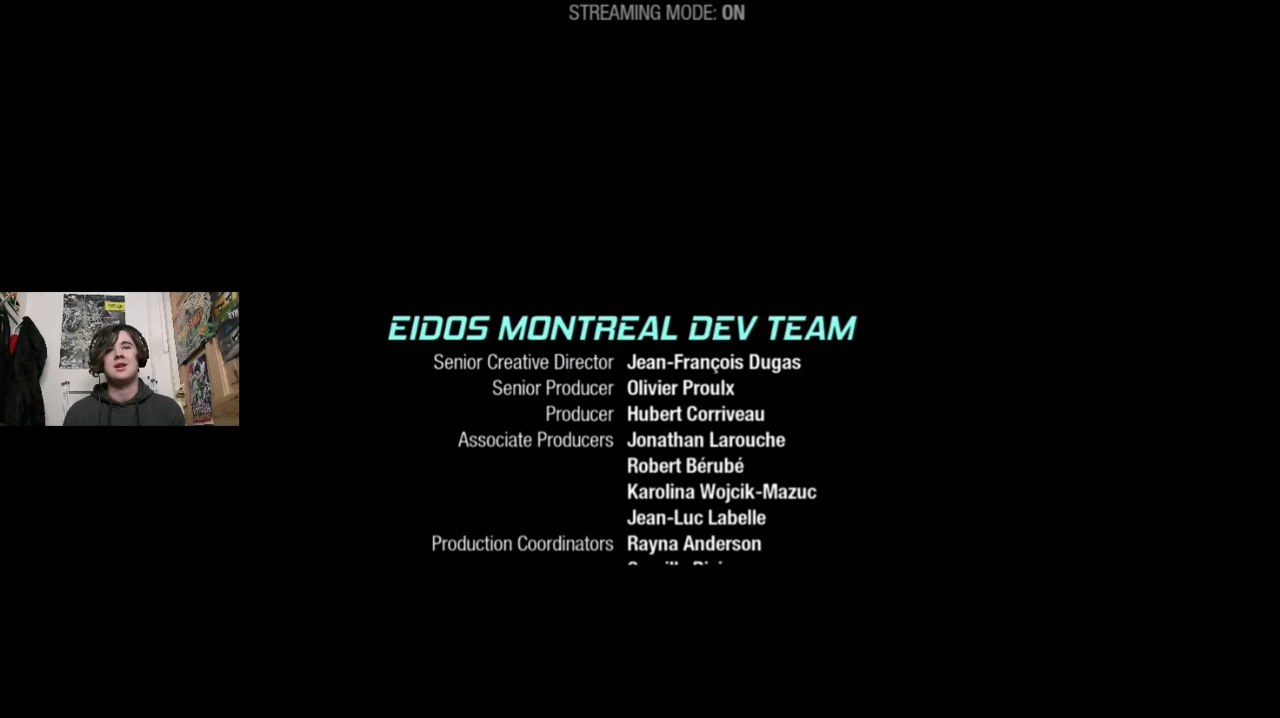 STREAMING MODE: ON
EIDOS MONTREAL DEV TEAM
Senior Creative Director Jean-François Dugas
Senior Producer Olivier Proulx
Producer Hubert Corriveau
Associate Producers Jonathan Larouche
Robert Bérubé
Karolina Wojcik-Mazuc
Jean-Luc Labelle
Production Coordinators Rayna Anderson